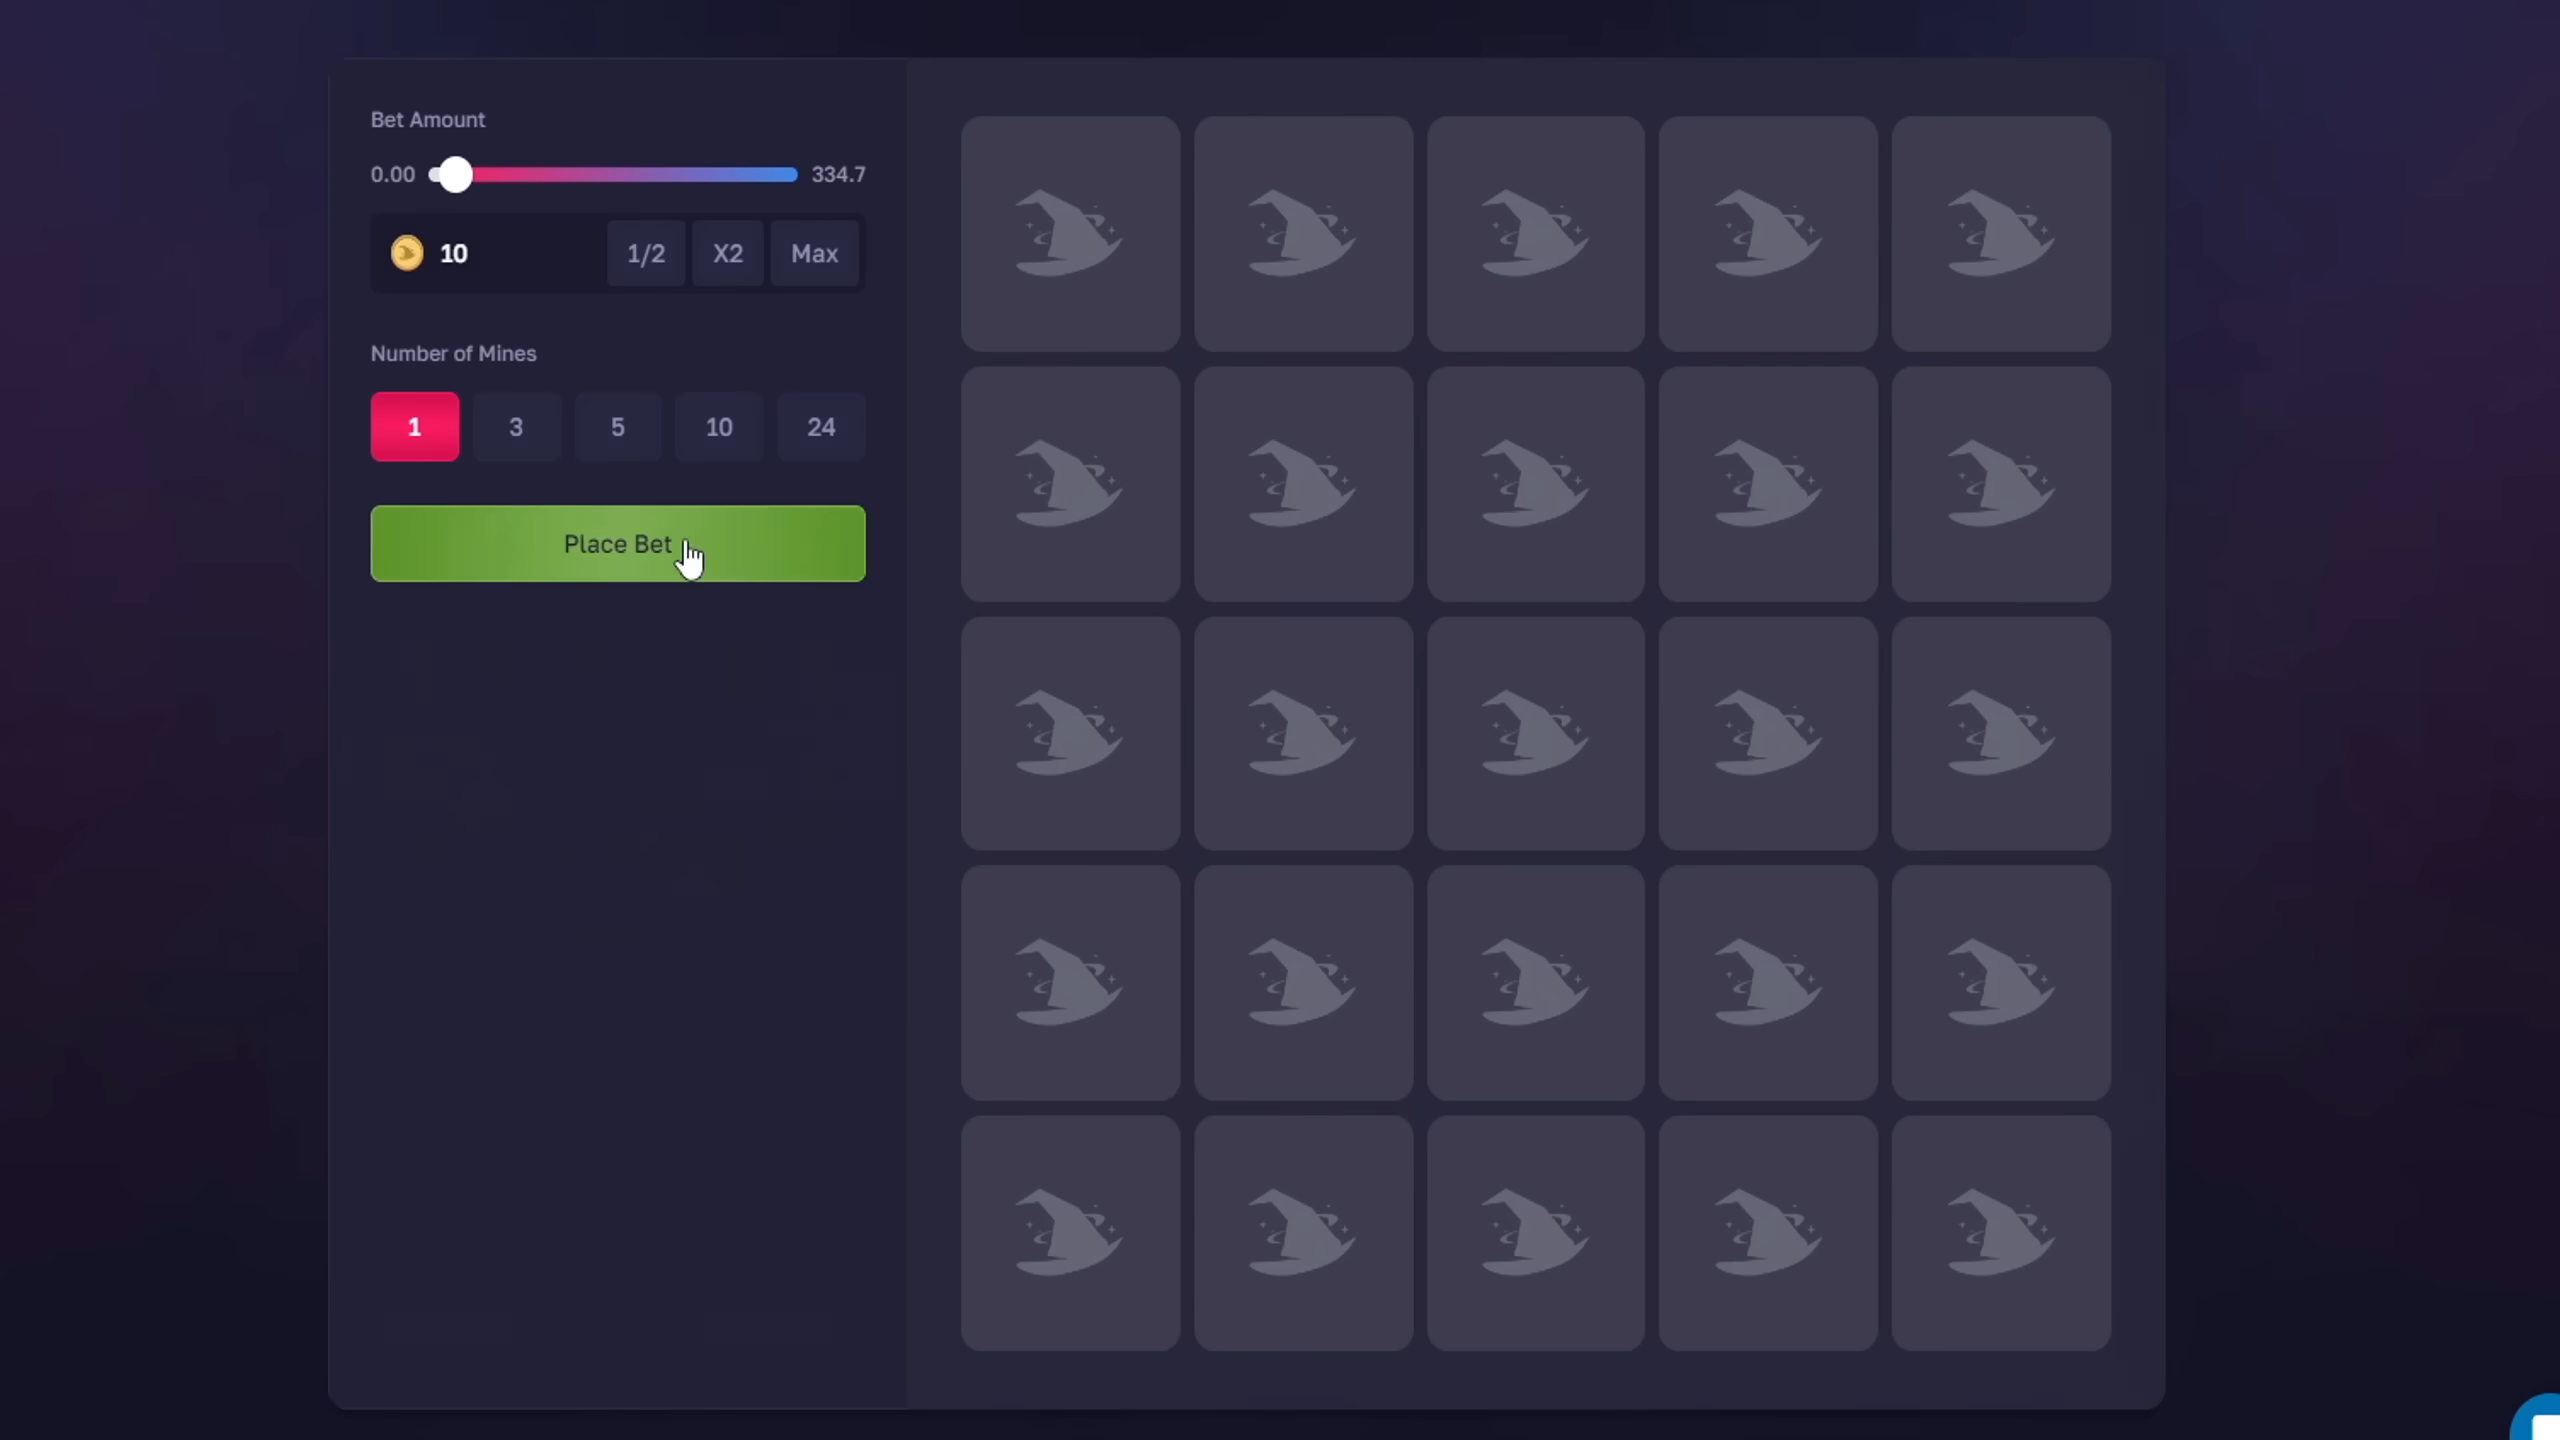 Bet Amount
0.00 334.7
10 1/2 X2 Max
Number of Mines
1 3 5 10 24
Place Bet